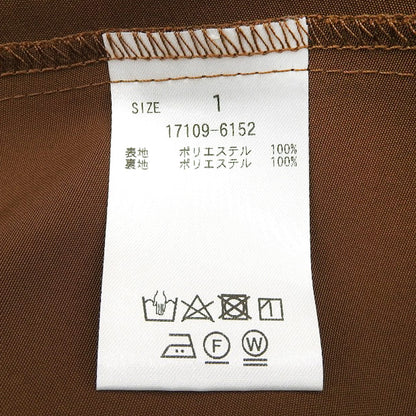 SIZE 1
17109-6152
表地 ポリエステル 100%
裏地 ポリエステル 100%
F W